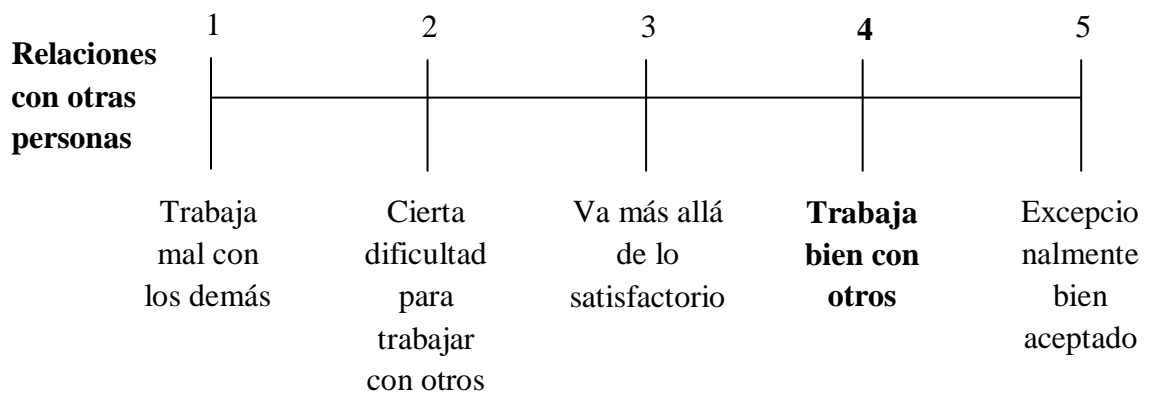 Relaciones
con otras
personas
1
2
3
4
5
Trabaja
mal con
los demás
Cierta
dificultad
para
trabajar
con otros
Va más allá
de lo
satisfactorio
Trabaja
bien con
otros
Excepcio
nalmente
bien
aceptado